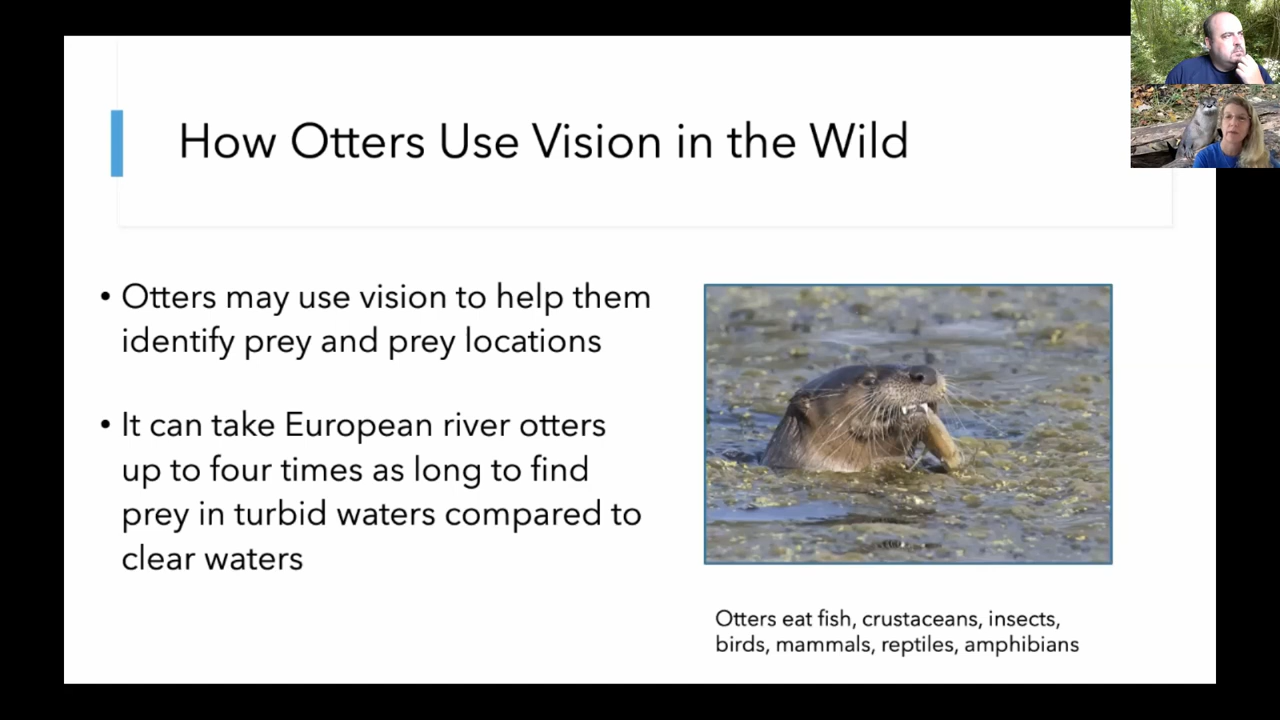 How Otters Use Vision in the Wild
• Otters may use vision to help them
identify prey and prey locations
• It can take European river otters
up to four times as long to find
prey in turbid waters compared to
clear waters
Otters eat fish, crustaceans, insects,
birds, mammals, reptiles, amphibians